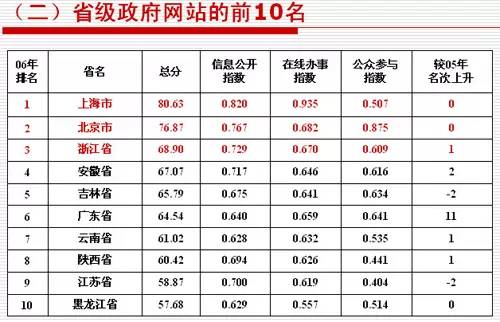 （二）省级政府网站的前10名
06年排名 省名 总分 信息公开指数 在线办事指数 公众参与指数 较05年名次上升
1 上海市 80.63 0.820 0.935 0.507 0
2 北京市 76.87 0.767 0.682 0.875 0
3 浙江省 68.90 0.729 0.670 0.609 1
4 安徽省 67.07 0.717 0.646 0.616 2
5 吉林省 65.79 0.675 0.641 0.634 -2
6 广东省 64.54 0.640 0.659 0.641 11
7 云南省 61.02 0.628 0.632 0.535 1
8 陕西省 60.42 0.694 0.626 0.441 1
9 江苏省 58.87 0.700 0.619 0.404 -2
10 黑龙江省 57.68 0.629 0.557 0.514 0